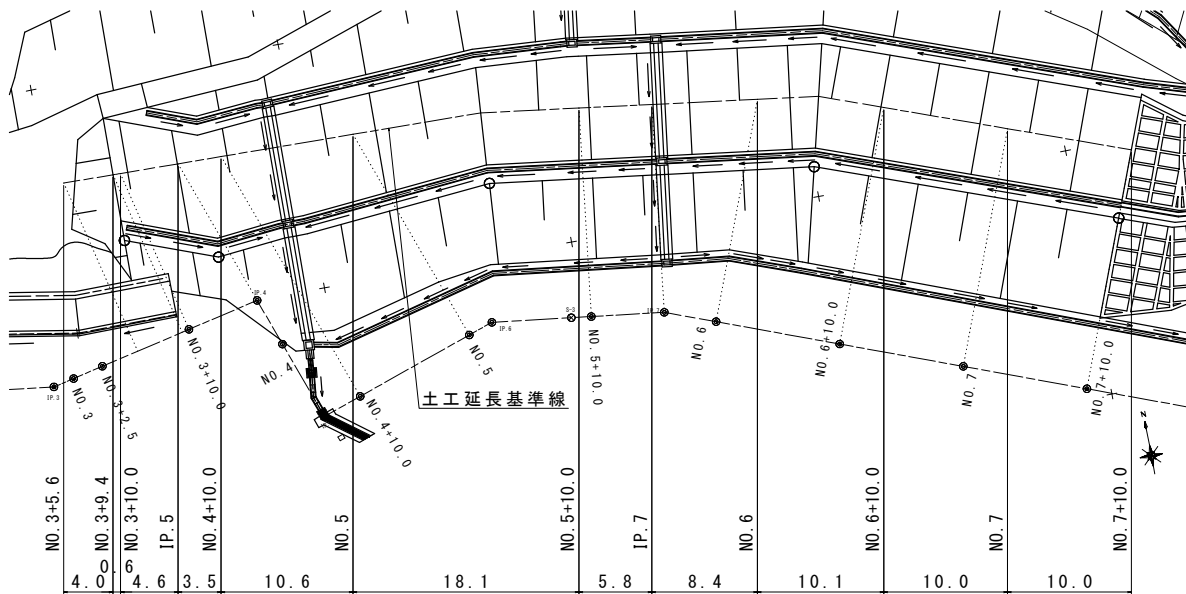 IP.4
IP.3
NO.3
NO.3+2.5
NO.3+10.0
NO.4
NO.4+10.0
NO.5
IP.6
NO.5+10.0
NO.6
NO.6+10.0
NO.7
NO.7+10.0
土工延長基準線
N
NO.3+5.6
NO.3+9.4
NO.3+10.0
IP.5
NO.4+10.0
NO.5
NO.5+10.0
IP.7
NO.6
NO.6+10.0
NO.7
NO.7+10.0
4.0
0.6
4.6
3.5
10.6
18.1
5.8
8.4
10.1
10.0
10.0